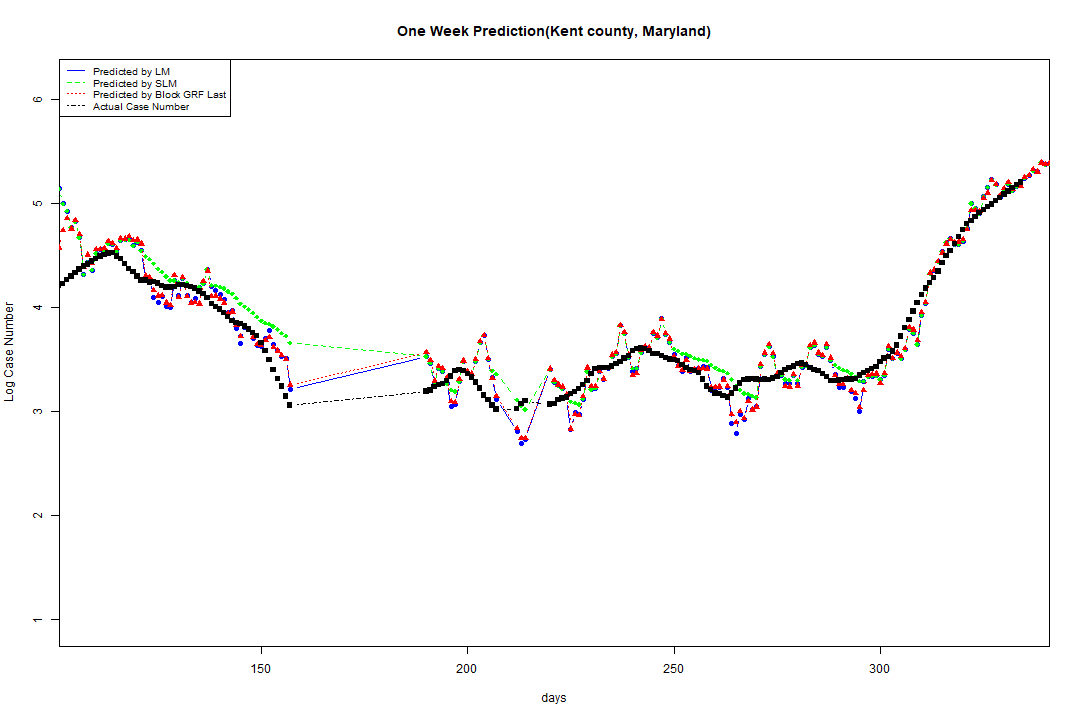 One Week Prediction(Kent county, Maryland)
Predicted by LM
Predicted by SLM
Predicted by Block GRF Last
Actual Case Number
6
5
4
3
2
1
Log Case Number
150 200 250 300
days